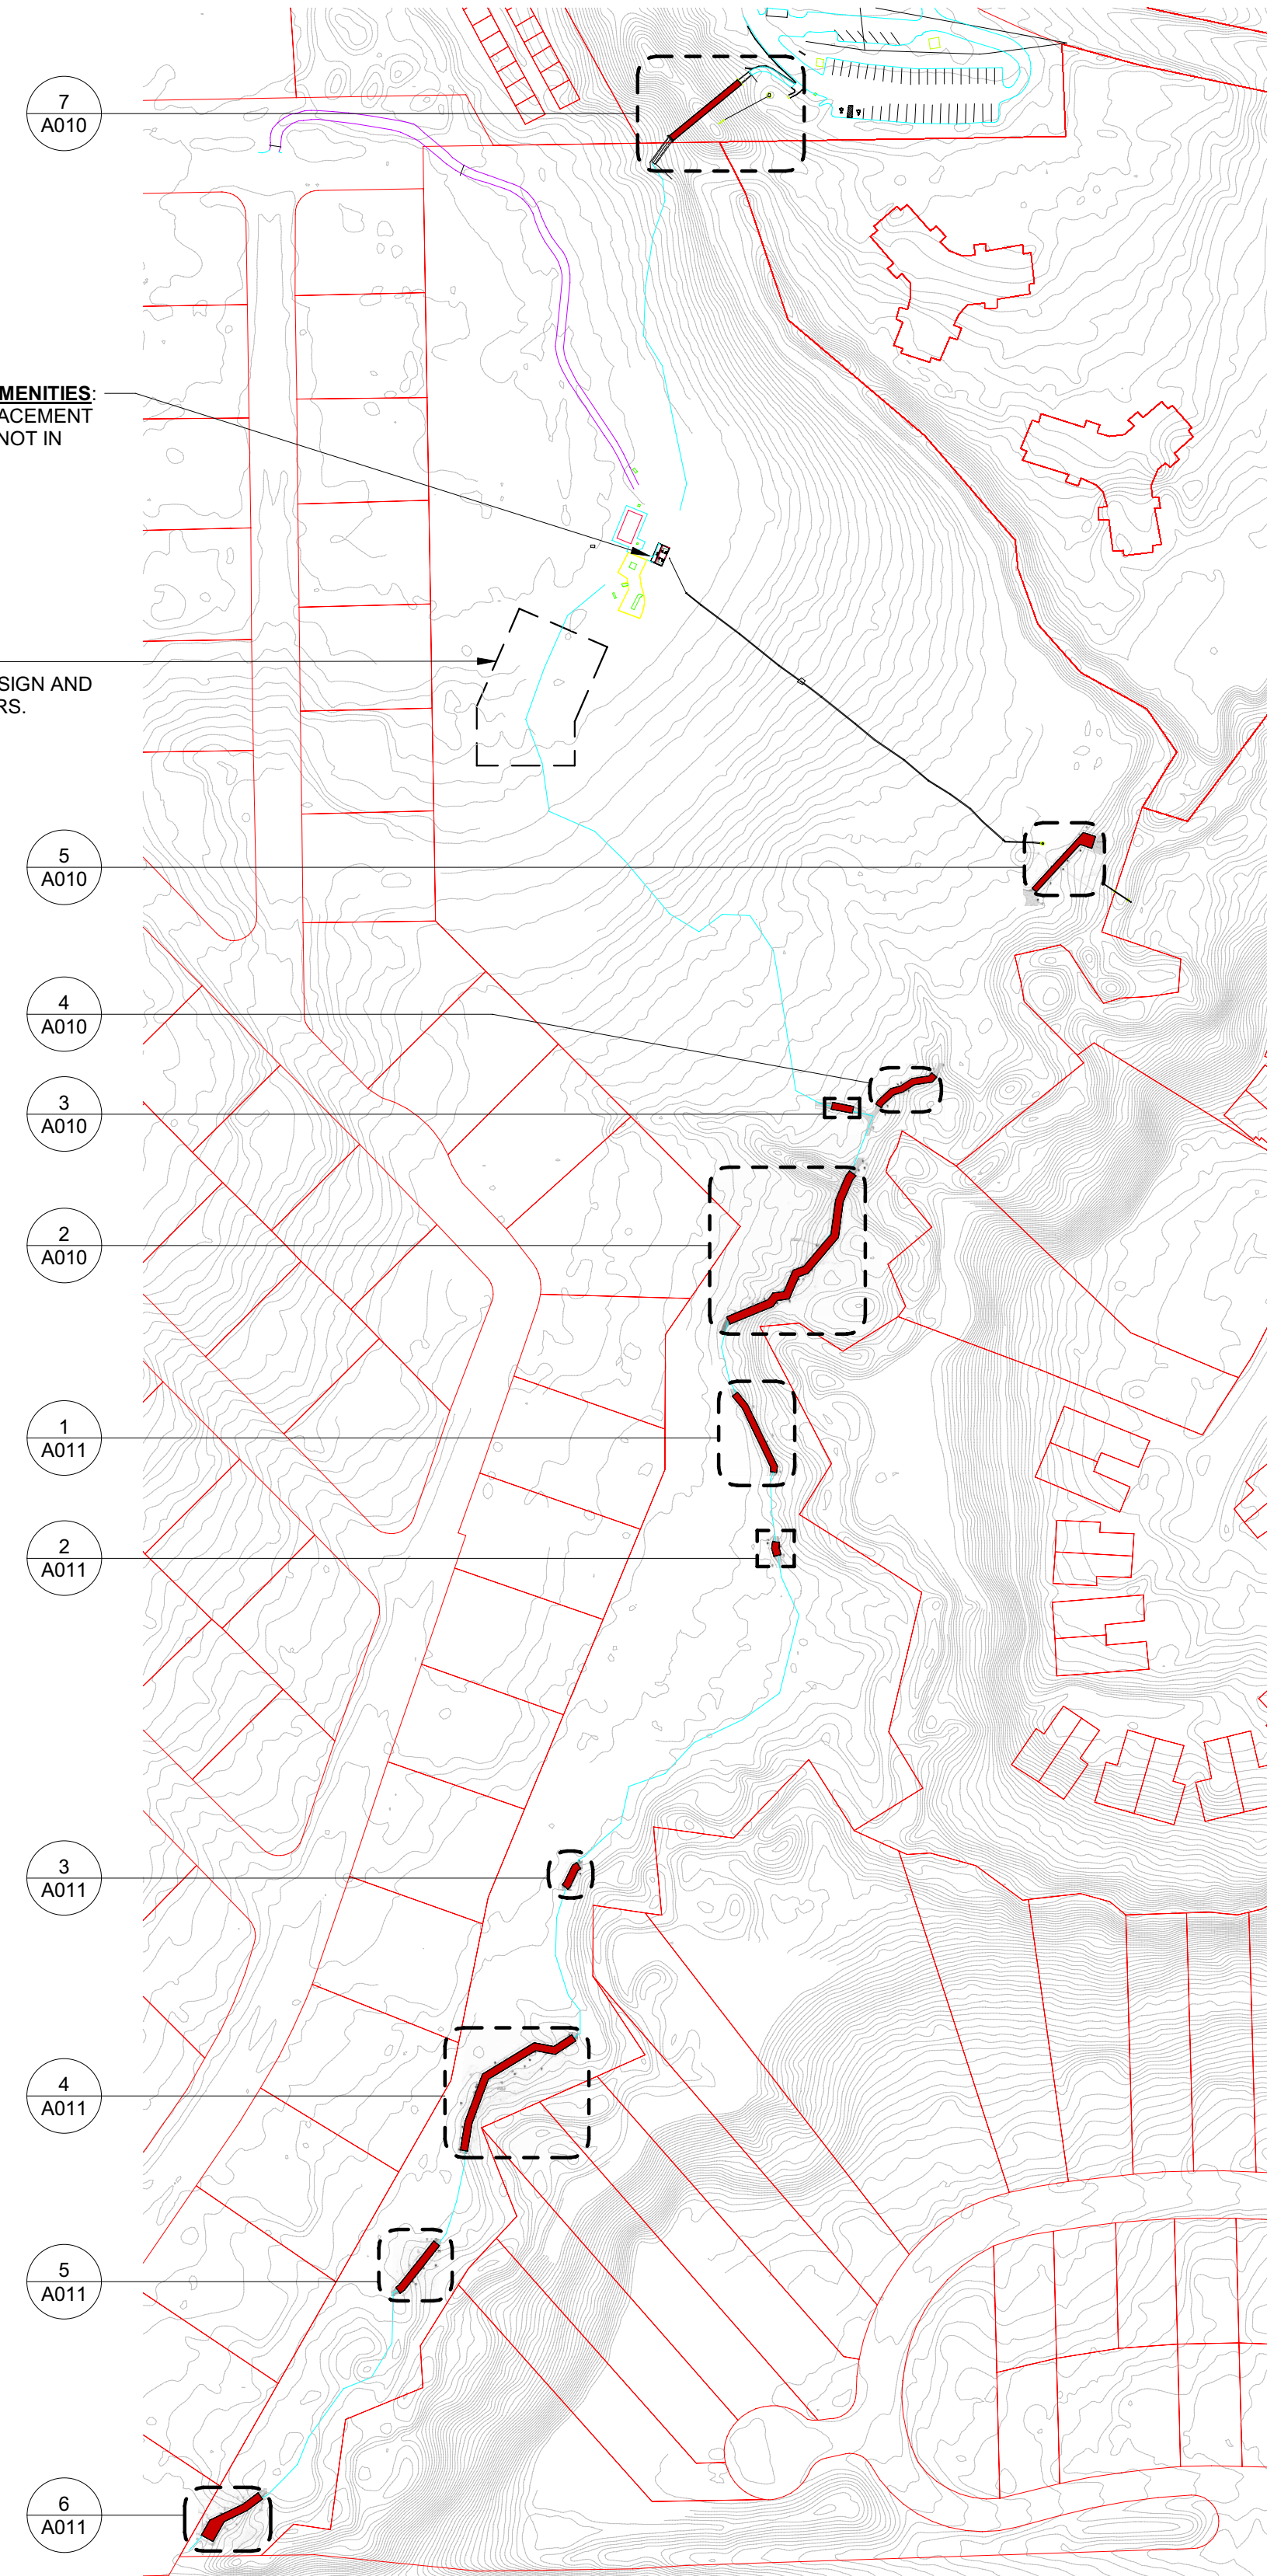 7
A010
MENITIES:
ACEMENT
NOT IN
SIGN AND
RS.
5
A010
4
A010
3
A010
2
A010
1
A011
2
A011
3
A011
4
A011
5
A011
6
A011